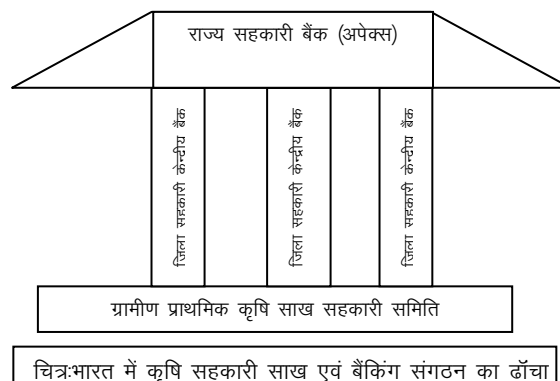 राज्य सहकारी बैंक (अपेक्स)
जिला सहकारी केन्द्रीय बैंक
जिला सहकारी केन्द्रीय बैंक
जिला सहकारी केन्द्रीय बैंक
ग्रामीण प्राथमिक कृषि साख सहकारी समिति
चित्र:भारत में कृषि सहकारी साख एवं बैंकिंग संगठन का ढॉचा